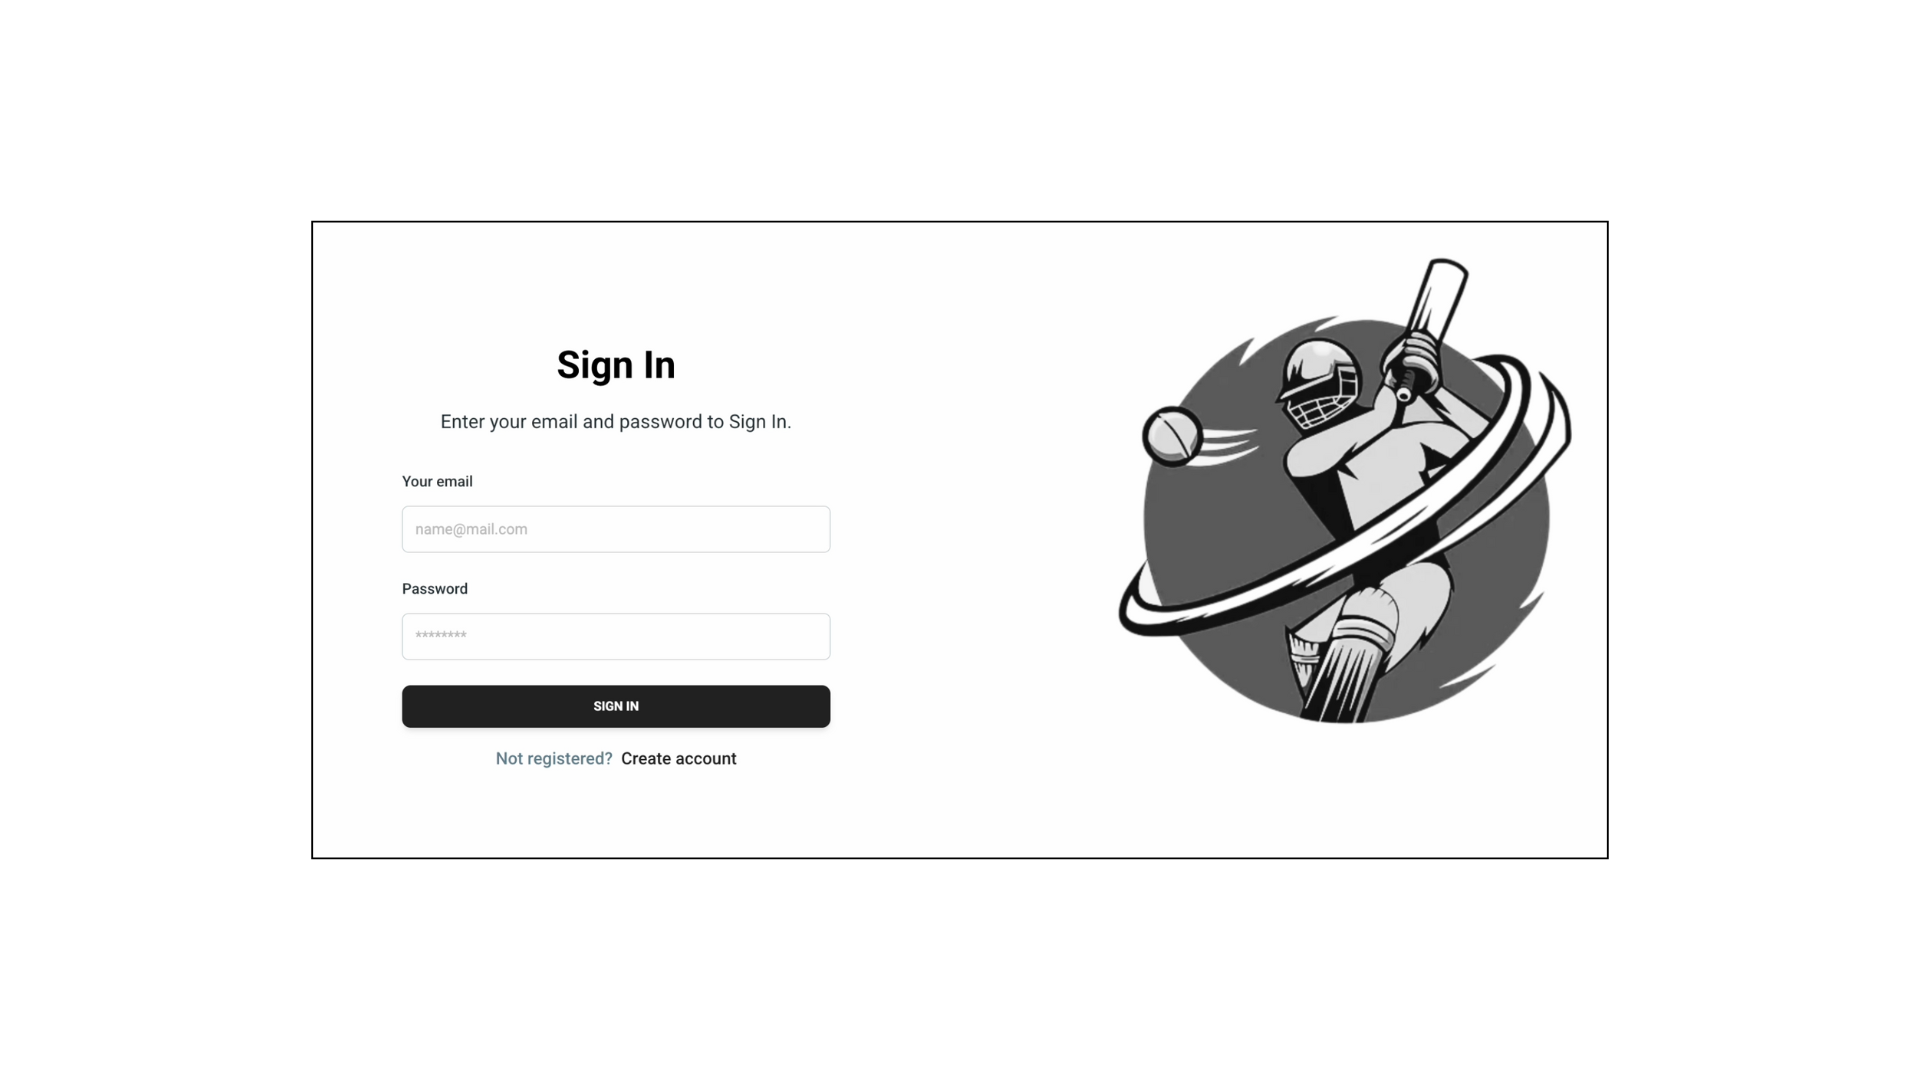 Sign In
Enter your email and password to Sign In.
Your email
name@mail.com
Password
********
SIGN IN
Not registered? Create account